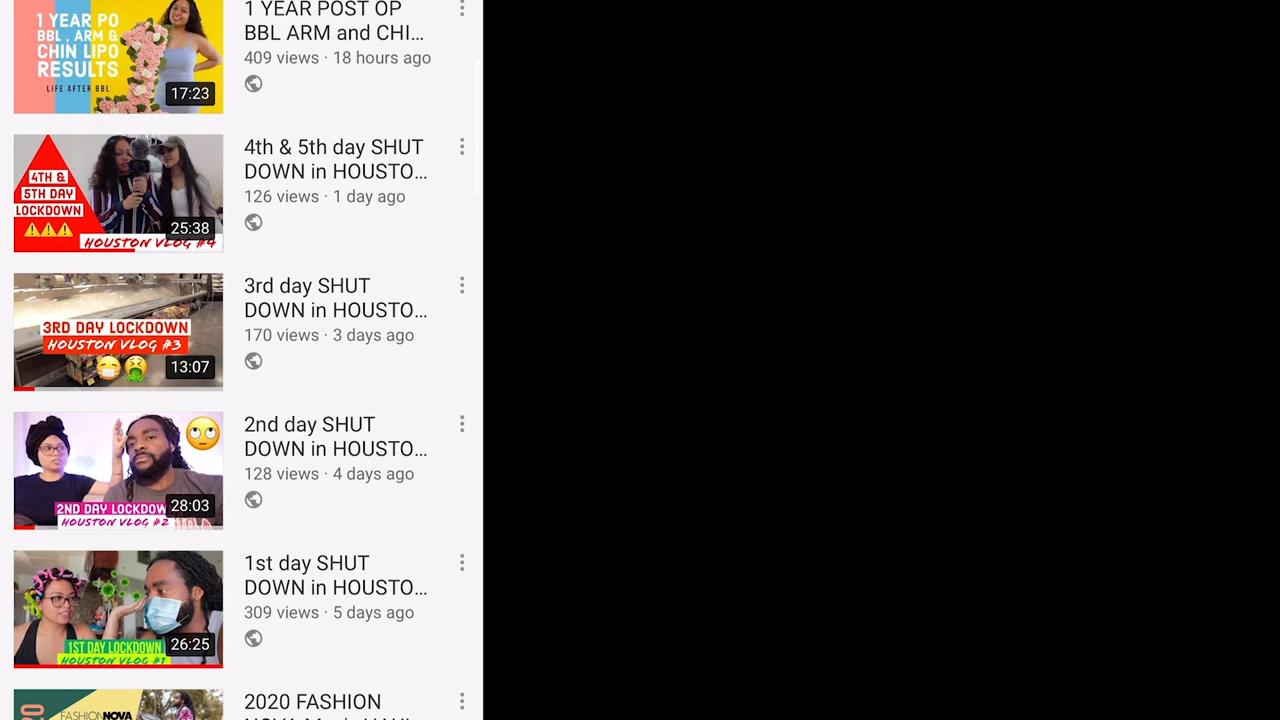 1 YEAR PO
BBL , ARM &
CHIN LIPO
RESULTS
LIFE AFTER BBL
17:23
1 YEAR POST OP
BBL ARM and CHI...
409 views · 18 hours ago
4TH &
5TH DAY
LOCKDOWN
25:38
HOUSTON VLOG #4
4th & 5th day SHUT
DOWN in HOUSTO...
126 views · 1 day ago
3RD DAY LOCKDOWN
HOUSTON VLOG #3
13:07
3rd day SHUT
DOWN in HOUSTO...
170 views · 3 days ago
2ND DAY LOCKDOW
28:03
HOUSTON VLOG #2
2nd day SHUT
DOWN in HOUSTO...
128 views · 4 days ago
1ST DAY LOCKDOWN
26:25
HOUSTON VLOG #1
1st day SHUT
DOWN in HOUSTO...
309 views · 5 days ago
FASHIONNOVA
2020 FASHION